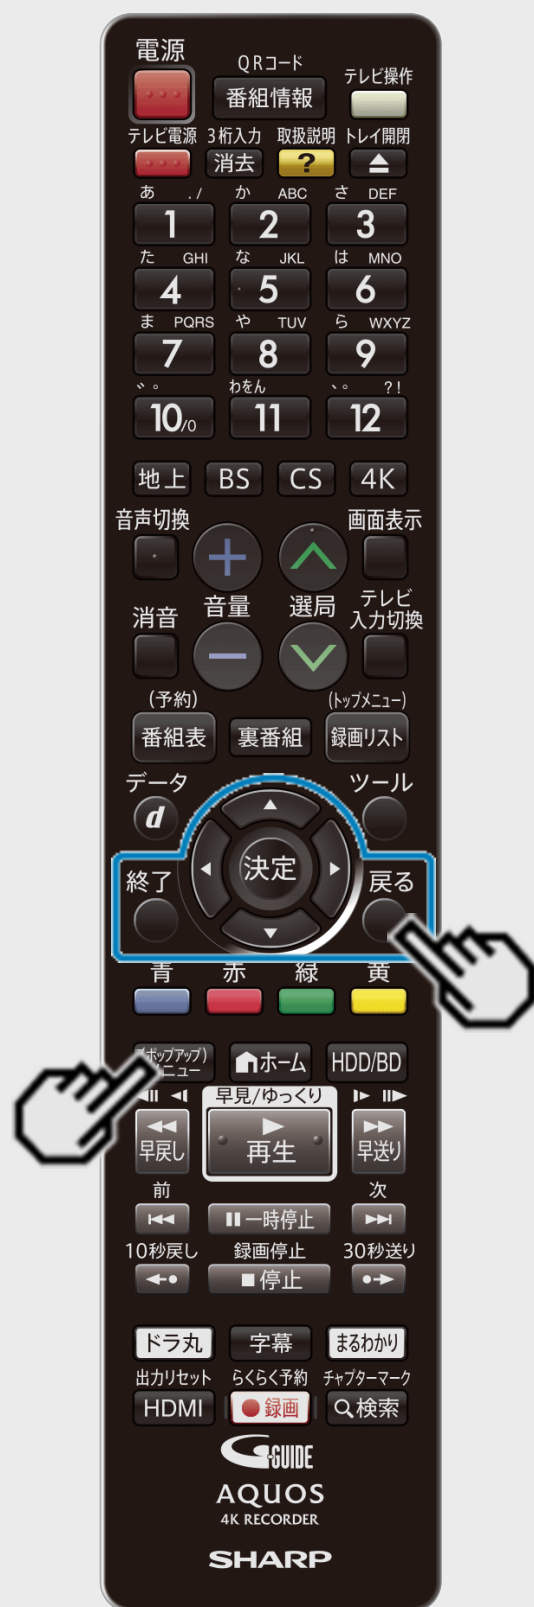 電源
QRコード
テレビ操作
番組情報
テレビ電源 3桁入力 取扱説明 トレイ開閉
消去 ?
あ ./ か ABC さ DEF
1 2 3
た GHI な JKL は MNO
4 5 6
ま PQRS や TUV ら WXYZ
7 8 9
゛゜ わをん 、。 ?!
10/0 11 12
地上 BS CS 4K
音声切換 画面表示
+
消音 音量 選局 テレビ
入力切換
−
(予約) (トップメニュー)
番組表 裏番組 録画リスト
データ ツール
d
終了 決定 戻る
青 赤 緑 黄
(ポップアップ)
メニュー ホーム HDD/BD
早見/ゆっくり
早戻し 再生 早送り
前 次
一時停止
10秒戻し 録画停止 30秒送り
停止
ドラ丸 字幕 まるわかり
出力リセット らくらく予約 チャプターマーク
HDMI 録画 検索
G-GUIDE
AQUOS
4K RECORDER
SHARP